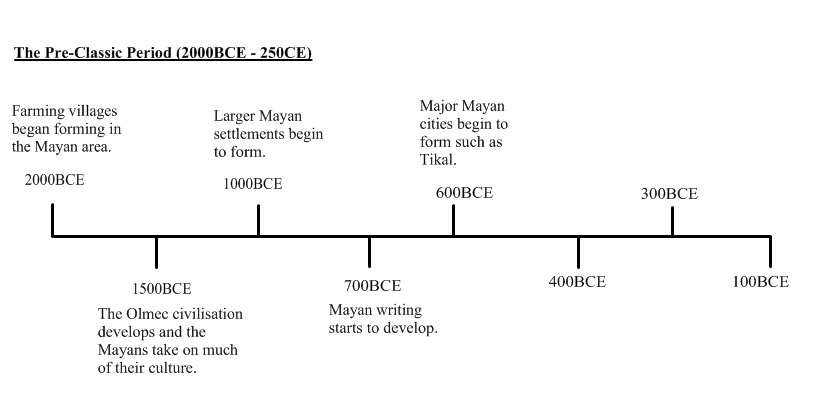 The Pre-Classic Period (2000BCE - 250CE)
Farming villages
began forming in
the Mayan area.
2000BCE
Larger Mayan
settlements begin
to form.
1000BCE
Major Mayan
cities begin to
form such as
Tikal.
600BCE
300BCE
1500BCE
The Olmec civilisation
develops and the
Mayans take on much
of their culture.
700BCE
Mayan writing
starts to develop.
400BCE
100BCE